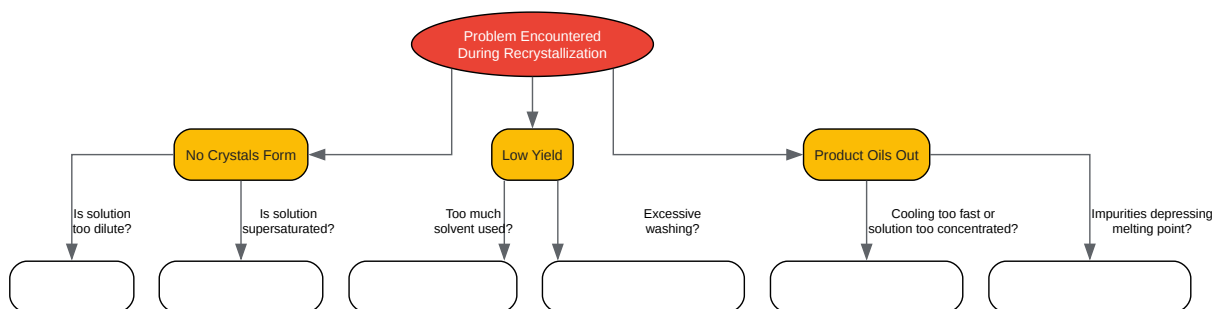 Problem Encountered
During Recrystallization
No Crystals Form
Low Yield
Product Oils Out
Is solution
too dilute?
Is solution
supersaturated?
Too much
solvent used?
Excessive
washing?
Cooling too fast or
solution too concentrated?
Impurities depressing
melting point?